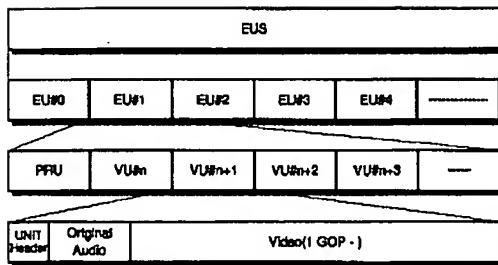 EUS
EU#0 EU#1 EU#2 EU#3 EU#4
PRU VU#n VU#n+1 VU#n+2 VU#n+3
UNIT Header Original Audio Video(1 GOP - )